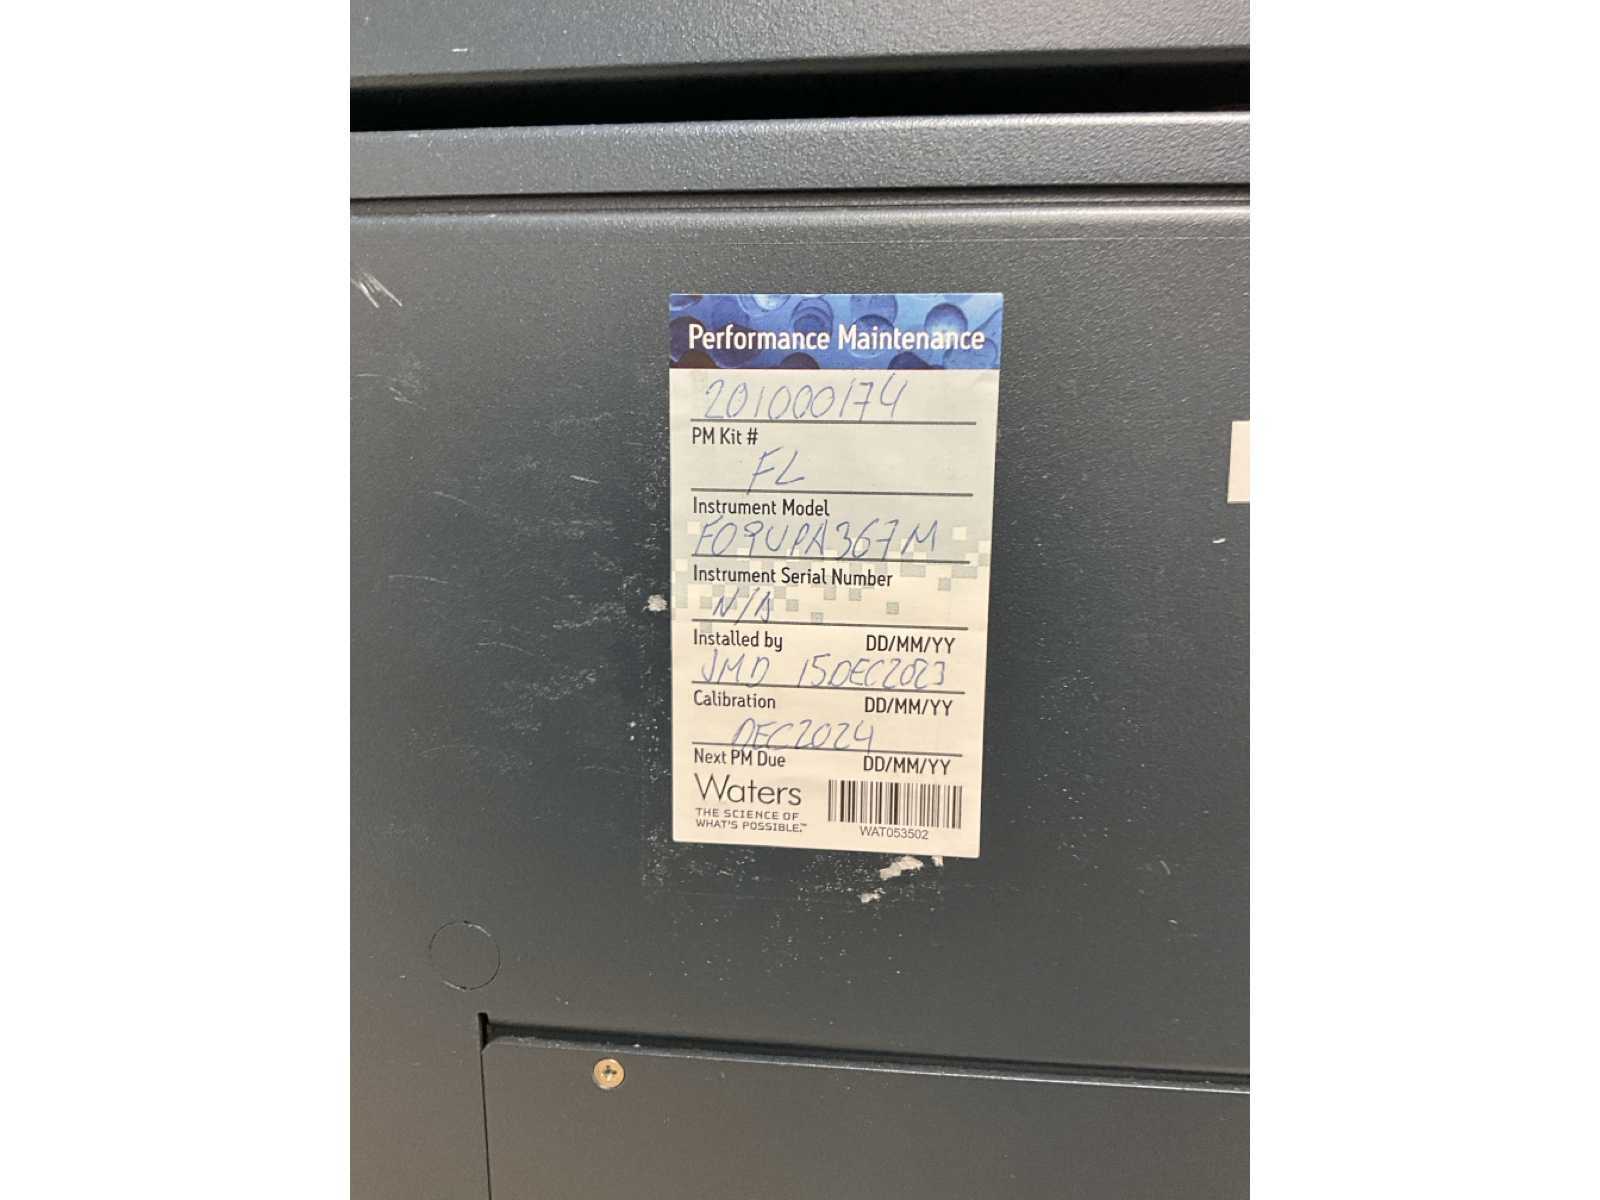 Performance Maintenance
201000174
PM Kit #
FL
Instrument Model
F09UPA367M
Instrument Serial Number
N/A
Installed by DD/MM/YY
JMD 15DEC2023
Calibration DD/MM/YY
DEC2024
Next PM Due DD/MM/YY
Waters
THE SCIENCE OF
WHAT'S POSSIBLE.™
WAT053502